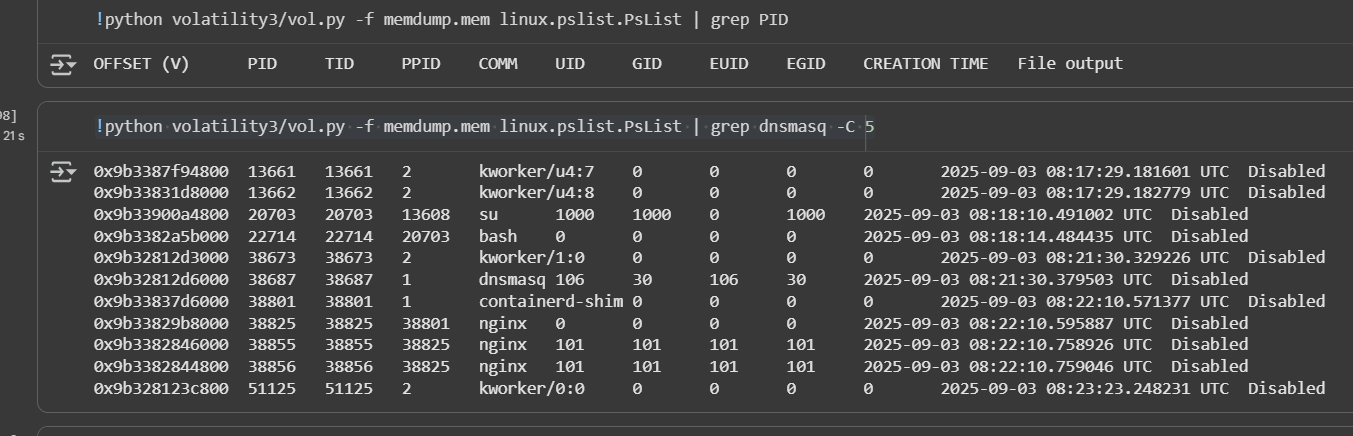 !python volatility3/vol.py -f memdump.mem linux.pslist.PsList | grep PID
OFFSET (V) PID TID PPID COMM UID GID EUID EGID CREATION TIME File output
98]
21s
!python volatility3/vol.py -f memdump.mem linux.pslist.PsList | grep dnsmasq -C 5
0x9b3387f94800 13661 13661 2 kworker/u4:7 0 0 0 0 2025-09-03 08:17:29.181601 UTC Disabled
0x9b33831d8000 13662 13662 2 kworker/u4:8 0 0 0 0 2025-09-03 08:17:29.182779 UTC Disabled
0x9b33900a4800 20703 20703 13608 su 1000 1000 0 1000 2025-09-03 08:18:10.491002 UTC Disabled
0x9b3382a5b000 22714 22714 20703 bash 0 0 0 0 2025-09-03 08:18:14.484435 UTC Disabled
0x9b32812d3000 38673 38673 2 kworker/1:0 0 0 0 0 2025-09-03 08:21:30.329226 UTC Disabled
0x9b32812d6000 38687 38687 1 dnsmasq 106 30 106 30 2025-09-03 08:21:30.379503 UTC Disabled
0x9b33837d6000 38801 38801 1 containerd-shim 0 0 0 0 2025-09-03 08:22:10.571377 UTC Disabled
0x9b33829b8000 38825 38825 38801 nginx 0 0 0 0 2025-09-03 08:22:10.595887 UTC Disabled
0x9b3382846000 38855 38855 38825 nginx 101 101 101 101 2025-09-03 08:22:10.758926 UTC Disabled
0x9b3382844800 38856 38856 38825 nginx 101 101 101 101 2025-09-03 08:22:10.759046 UTC Disabled
0x9b328123c800 51125 51125 2 kworker/0:0 0 0 0 0 2025-09-03 08:23:23.248231 UTC Disabled